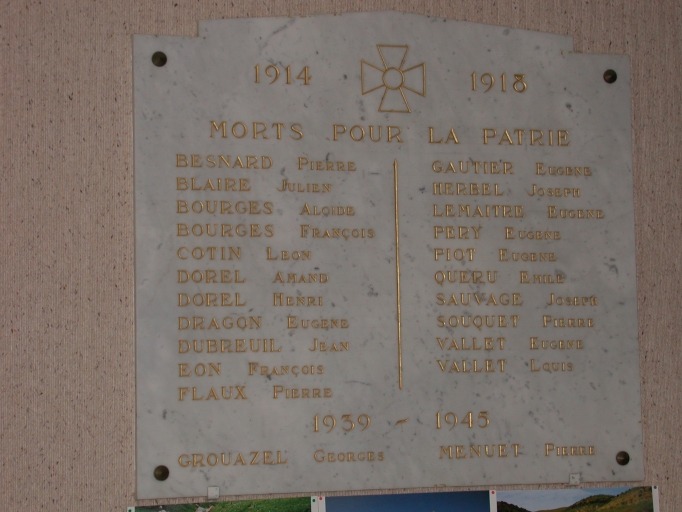 1914 1918
MORTS POUR LA PATRIE
BESNARD PIERRE
BLAIRE JULIEN
BOURGES ALCIDE
BOURGES FRANÇOIS
COTIN LEON
DOREL AMAND
DOREL HENRI
DRAGON EUGENE
DUBREUIL JEAN
EON FRANÇOIS
FLAUX PIERRE
GAUTIER EUGENE
HERBEL JOSEPH
LEMAITRE EUGENE
PERY EUGENE
PIOT EUGENE
QUERU EMILE
SAUVAGE JOSEPH
SOUQUET PIERRE
VALLET EUGENE
VALLET LOUIS
1939 - 1945
GROUAZEL GEORGES MENUET PIERRE